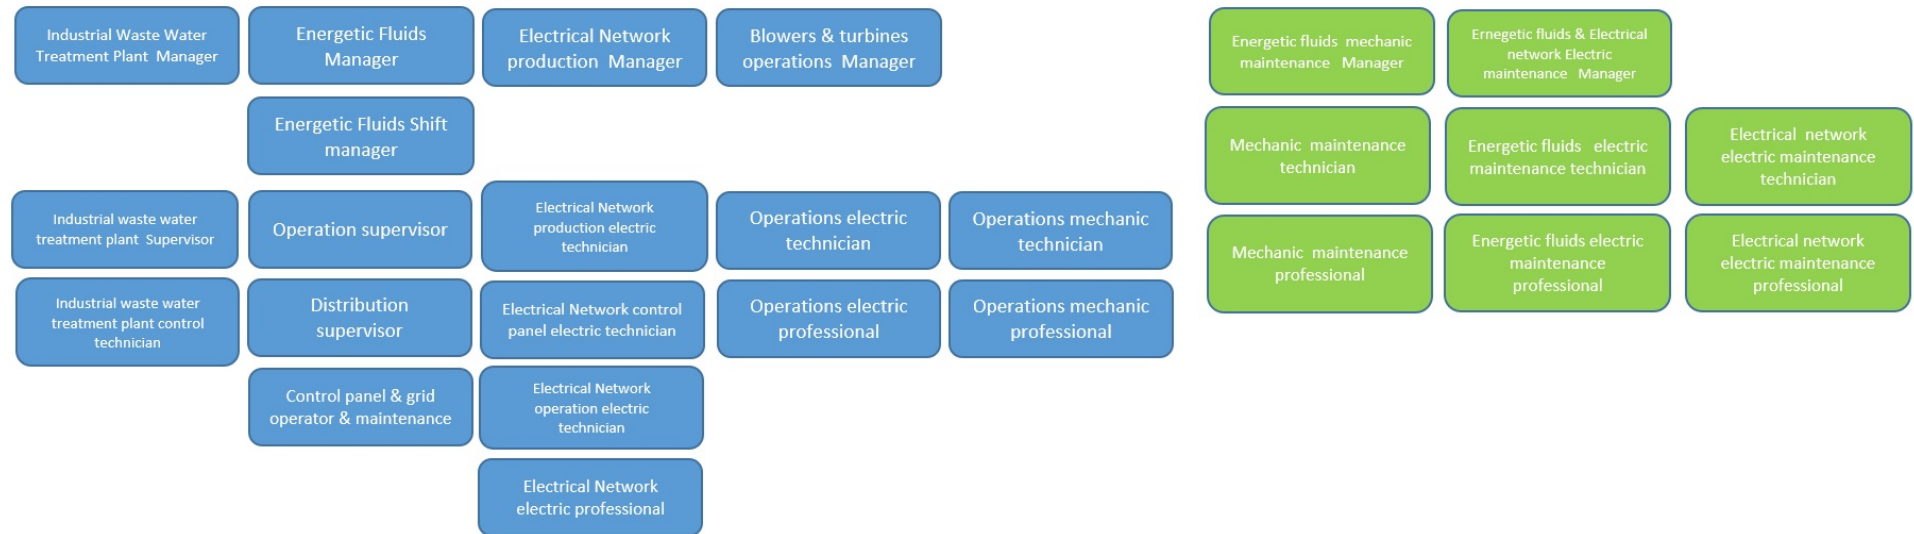 Industrial Waste Water
Treatment Plant Manager
Energetic Fluids
Manager
Electrical Network
production Manager
Blowers & turbines
operations Manager
Energetic fluids mechanic
maintenance Manager
Ernegetic fluids & Electrical
network Electric
maintenance Manager
Energetic Fluids Shift
manager
Mechanic maintenance
technician
Energetic fluids electric
maintenance technician
Electrical network
electric maintenance
technician
Industrial waste water
treatment plant Supervisor
Operation supervisor
Electrical Network
production electric
technician
Operations electric
technician
Operations mechanic
technician
Mechanic maintenance
professional
Energetic fluids electric
maintenance
professional
Electrical network
electric maintenance
professional
Industrial waste water
treatment plant control
technician
Distribution
supervisor
Electrical Network control
panel electric technician
Operations electric
professional
Operations mechanic
professional
Control panel & grid
operator & maintenance
Electrical Network
operation electric
technician
Electrical Network
electric professional